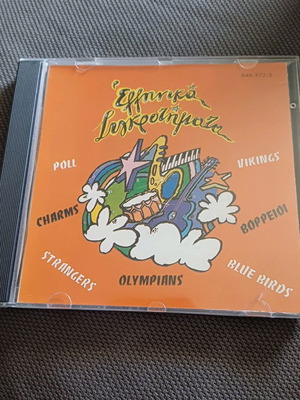 Ελληνικά
Συγκροτήματα
POLL
VIKINGS
CHARMS
ΒΟΡΡΕΙΟΙ
STRANGERS
OLYMPIANS
BLUE BIRDS